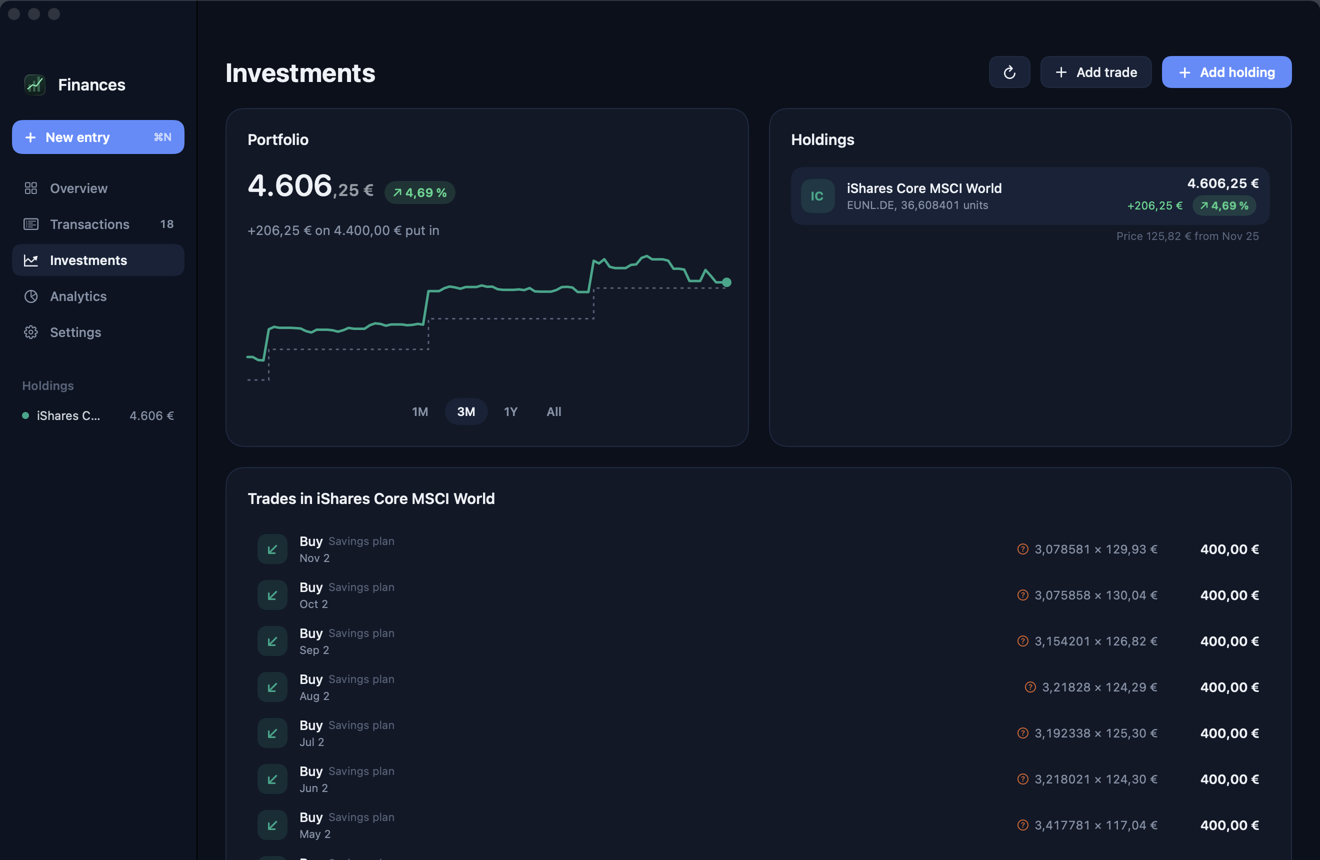 Finances
+ New entry ⌘N
Overview
Transactions 18
Investments
Analytics
Settings
Holdings
iShares C... 4.606 €
Investments
+ Add trade
+ Add holding
Portfolio
4.606,25 € ↗ 4,69 %
+206,25 € on 4.400,00 € put in
1M 3M 1Y All
Holdings
IC
iShares Core MSCI World 4.606,25 €
EUNL.DE, 36,608401 units +206,25 € ↗ 4,69 %
Price 125,82 € from Nov 25
Trades in iShares Core MSCI World
Buy Savings plan
Nov 2
3,078581 × 129,93 € 400,00 €
Buy Savings plan
Oct 2
3,075858 × 130,04 € 400,00 €
Buy Savings plan
Sep 2
3,154201 × 126,82 € 400,00 €
Buy Savings plan
Aug 2
3,21828 × 124,29 € 400,00 €
Buy Savings plan
Jul 2
3,192338 × 125,30 € 400,00 €
Buy Savings plan
Jun 2
3,218021 × 124,30 € 400,00 €
Buy Savings plan
May 2
3,417781 × 117,04 € 400,00 €